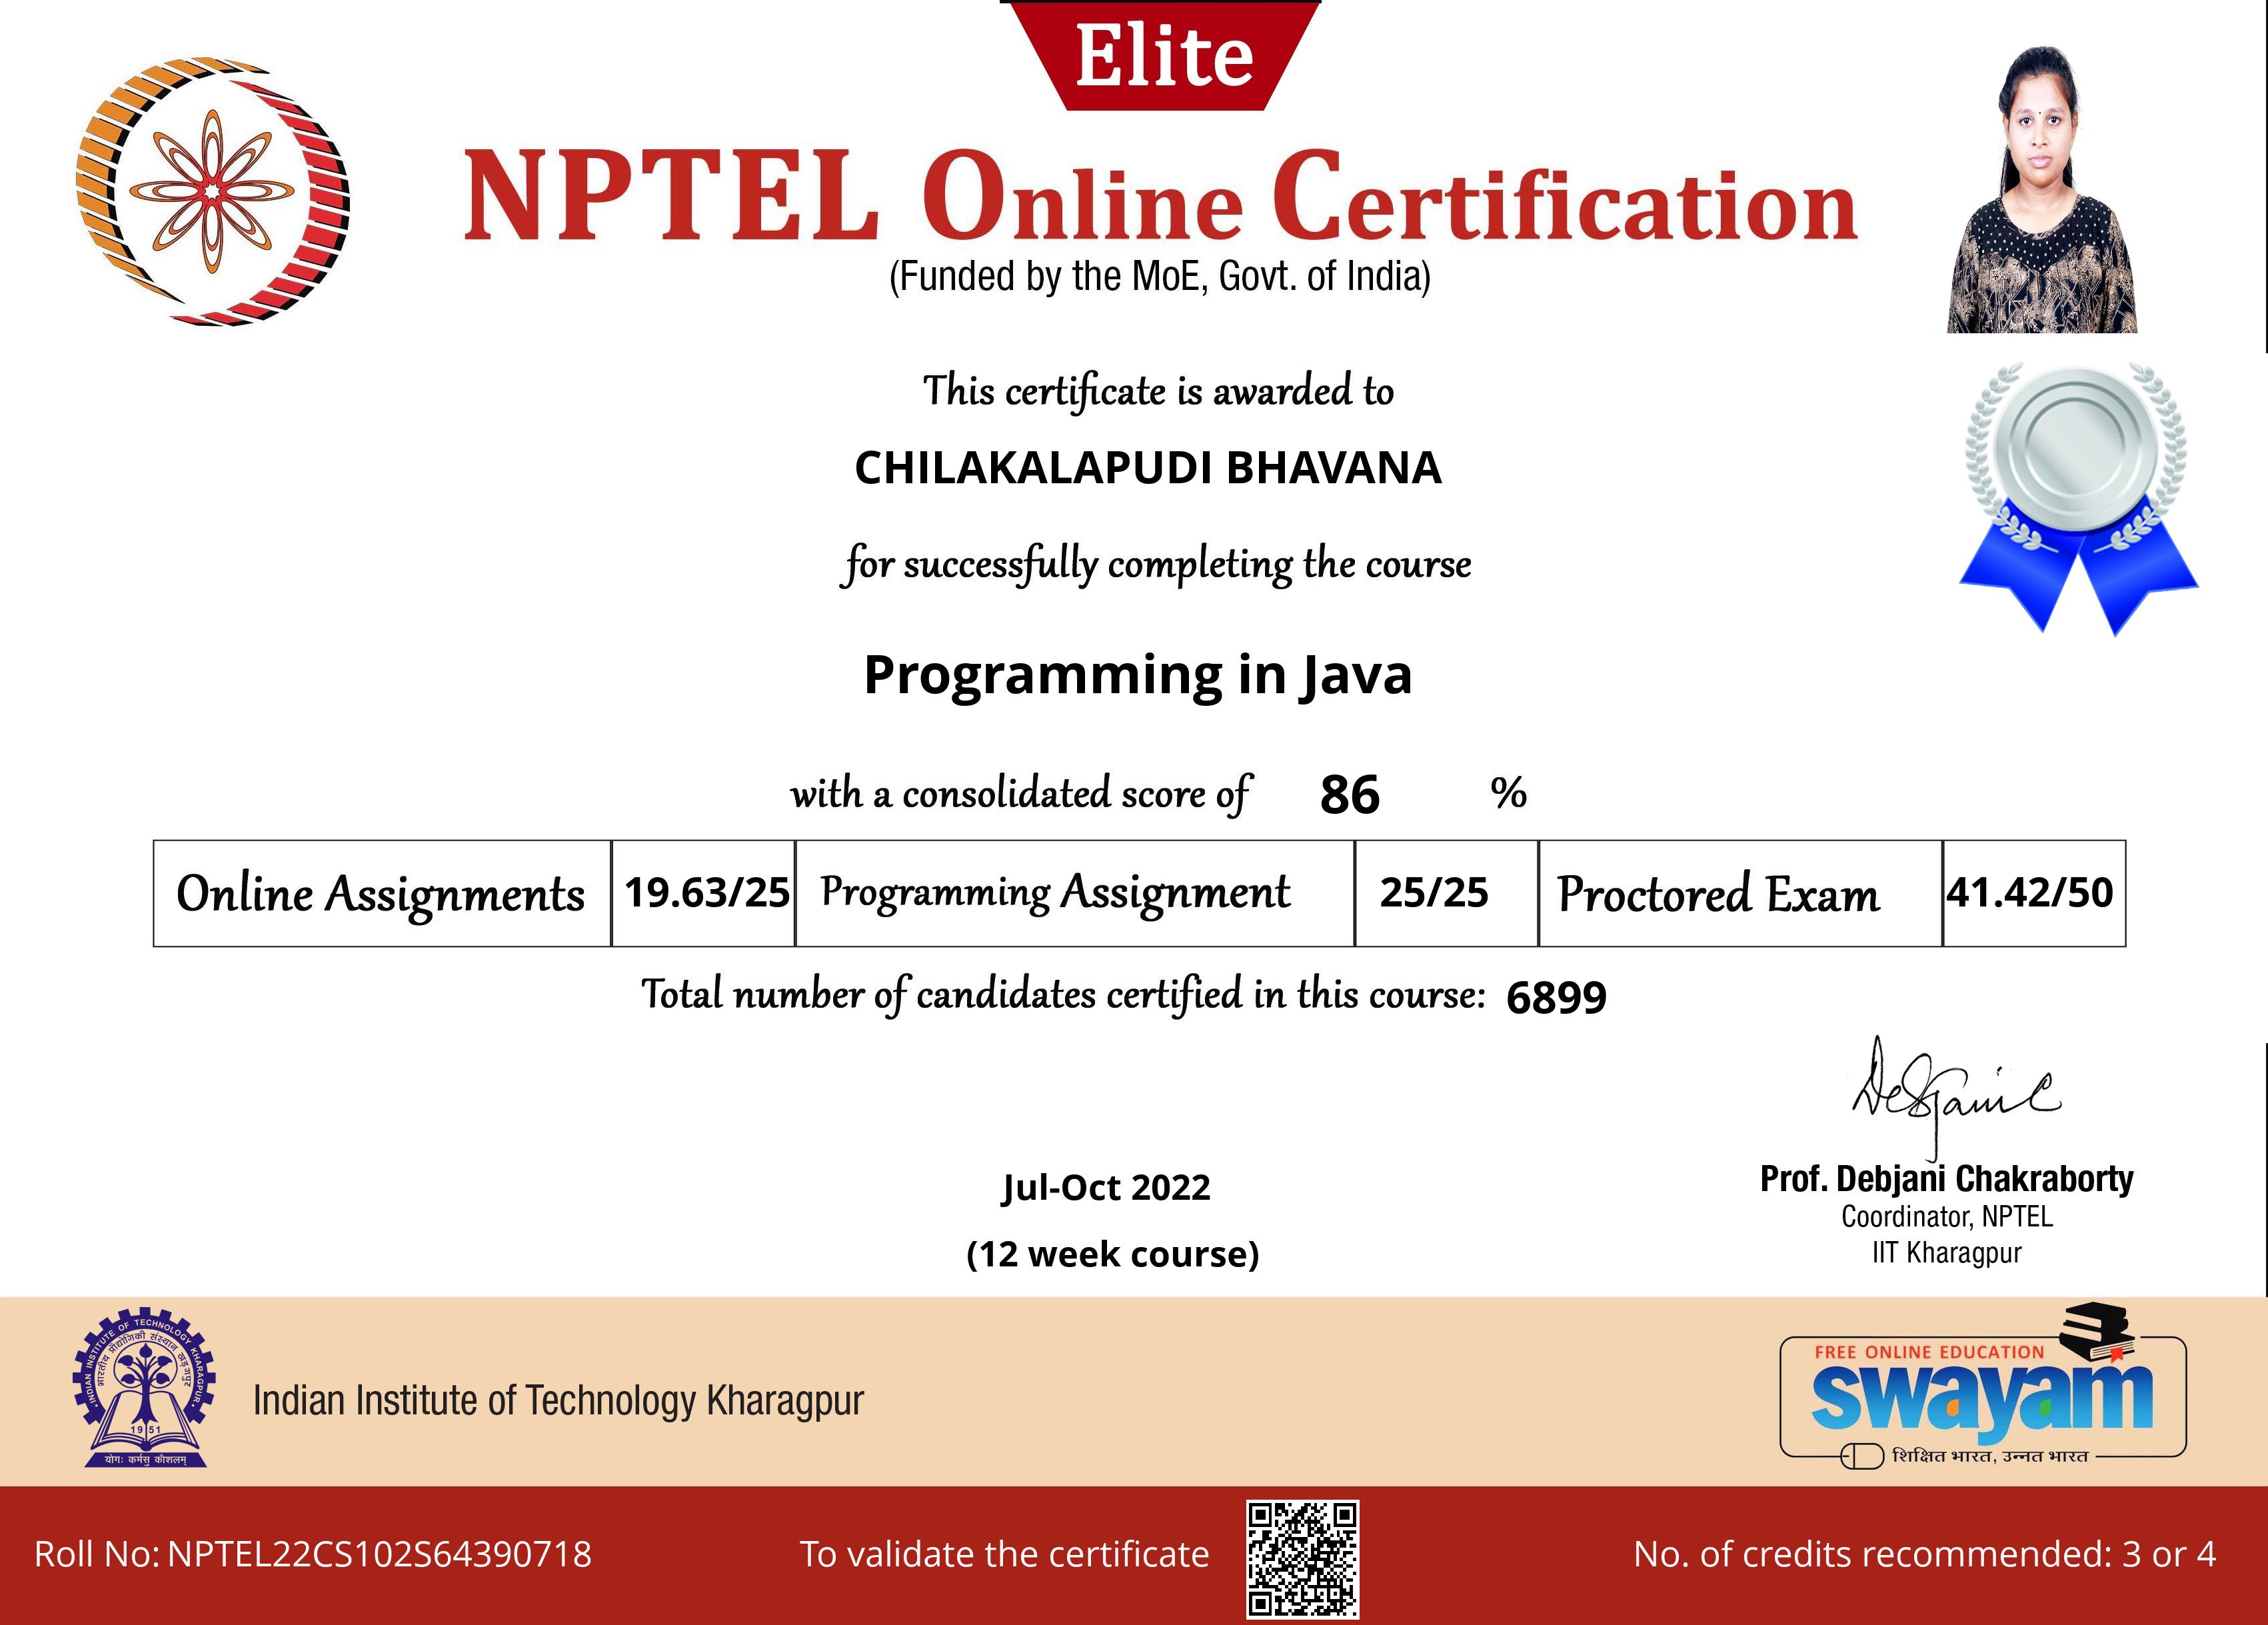 Elite
NPTEL Online Certification
(Funded by the MoE, Govt. of India)
This certificate is awarded to
CHILAKALAPUDI BHAVANA
for successfully completing the course
Programming in Java
with a consolidated score of 86 %
Online Assignments 19.63/25 Programming Assignment 25/25 Proctored Exam 41.42/50
Total number of candidates certified in this course: 6899
Debjani C
Prof. Debjani Chakraborty
Coordinator, NPTEL
IIT Kharagpur
Jul-Oct 2022
(12 week course)
INDIAN INSTITUTE OF TECHNOLOGY KHARAGPUR
भारतीय प्रौद्योगिकी संस्थान खड़गपुर
1951
योगः कर्मसु कौशलम्
Indian Institute of Technology Kharagpur
FREE ONLINE EDUCATION
swayam
शिक्षित भारत, उन्नत भारत
Roll No: NPTEL22CS102S64390718
To validate the certificate
No. of credits recommended: 3 or 4